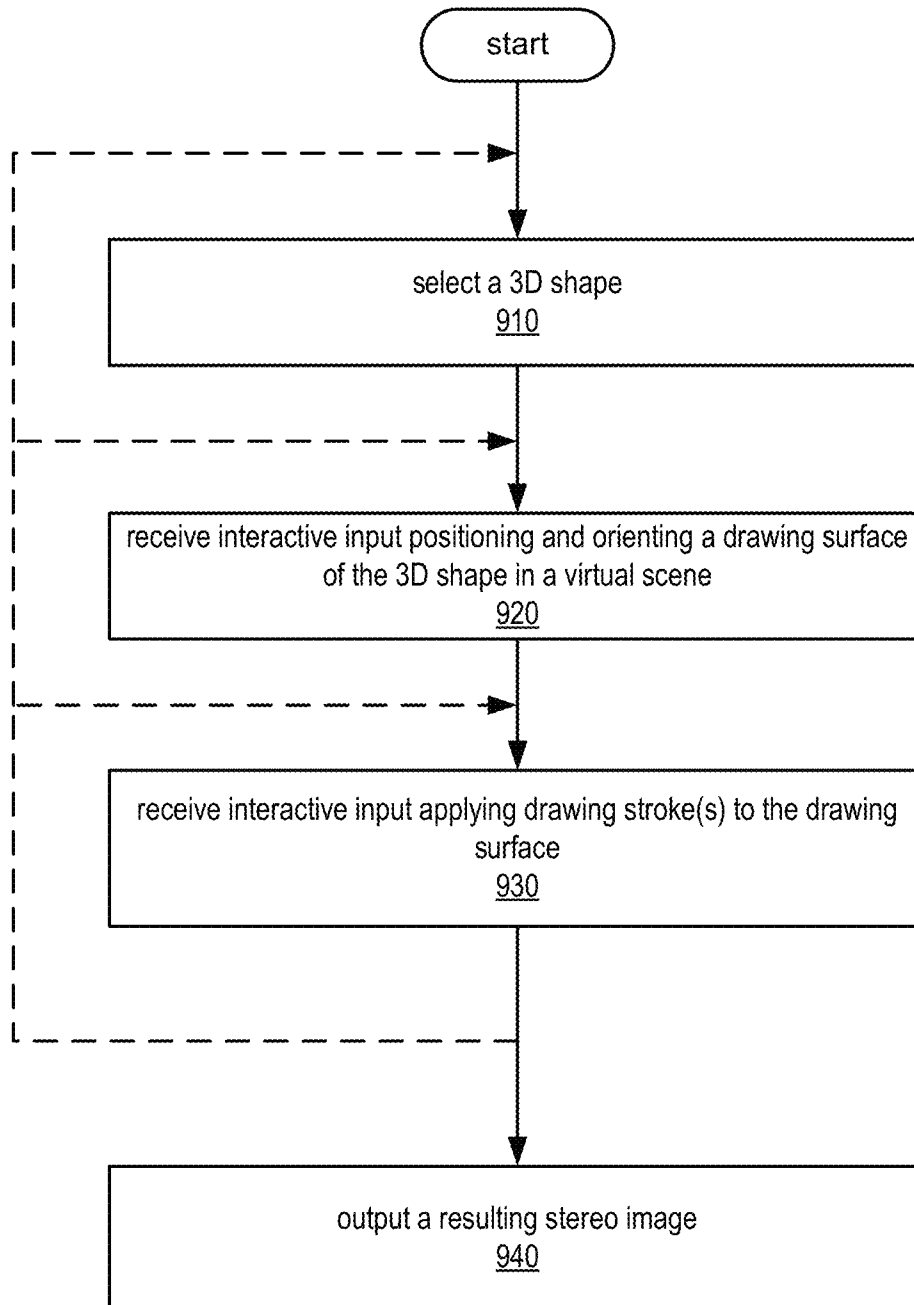 start
select a 3D shape
910
receive interactive input positioning and orienting a drawing surface
of the 3D shape in a virtual scene
920
receive interactive input applying drawing stroke(s) to the drawing
surface
930
output a resulting stereo image
940